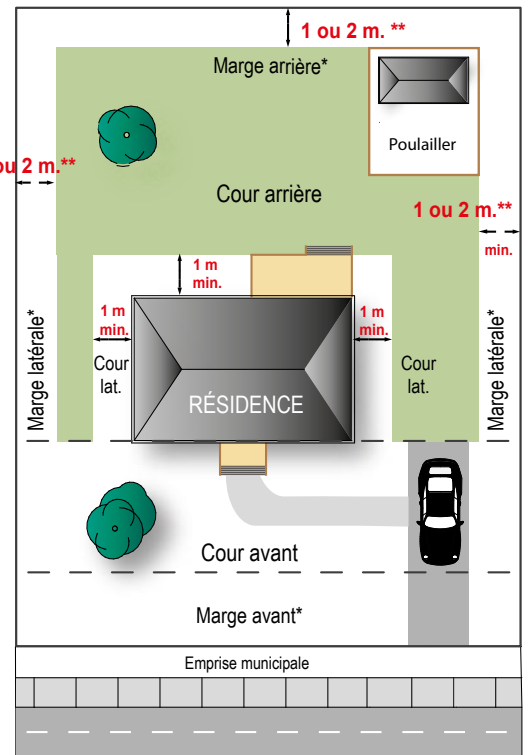 1 ou 2 m. **
Marge arrière*
Poulailler
ou 2 m.**
Cour arrière
1 ou 2 m.**
min.
1 m
min.
1 m
min.
1 m
min.
Marge latérale*
Cour
lat.
RÉSIDENCE
Cour
lat.
Marge latérale*
Cour avant
Marge avant*
Emprise municipale